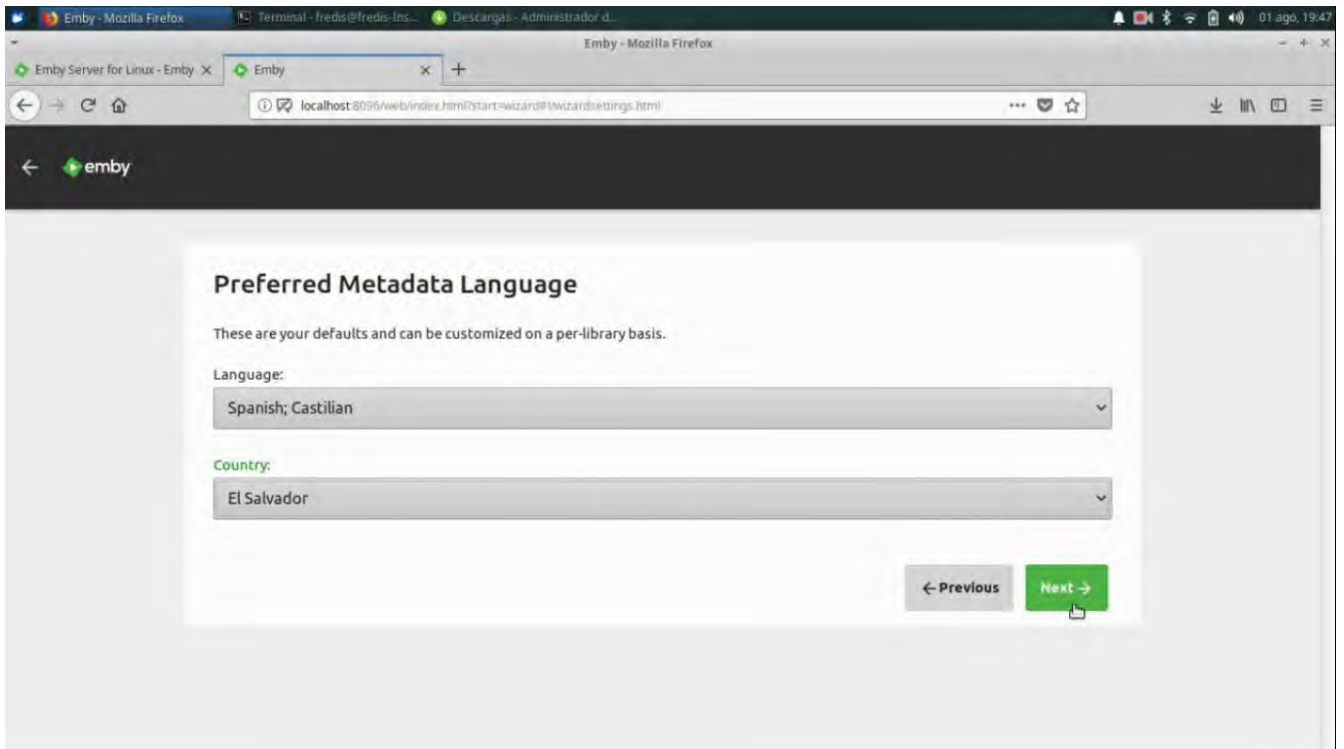 Emby - Mozilla Firefox Terminal - fredis@fredis-Ins... Descargas - Administrador d... 01 ago, 19:47
Emby - Mozilla Firefox
Emby Server for Linux - Emby Emby
localhost:8096/web/index.html?start=wizard#!/wizardsettings.html
emby
Preferred Metadata Language
These are your defaults and can be customized on a per-library basis.
Language:
Spanish; Castilian
Country:
El Salvador
Previous Next